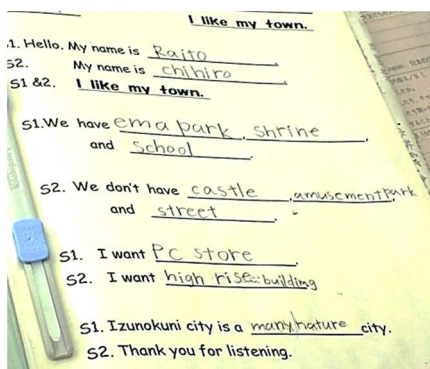 I like my town.
S1. Hello. My name is Raito.
S2. My name is chihiro.
S1 &2. I like my town.
S1. We have ema park, shrine,
and school.
S2. We don't have castle, amusement park
and street.
S1. I want PC store.
S2. I want high rise building
S1. Izunokuni city is a many nature city.
S2. Thank you for listening.